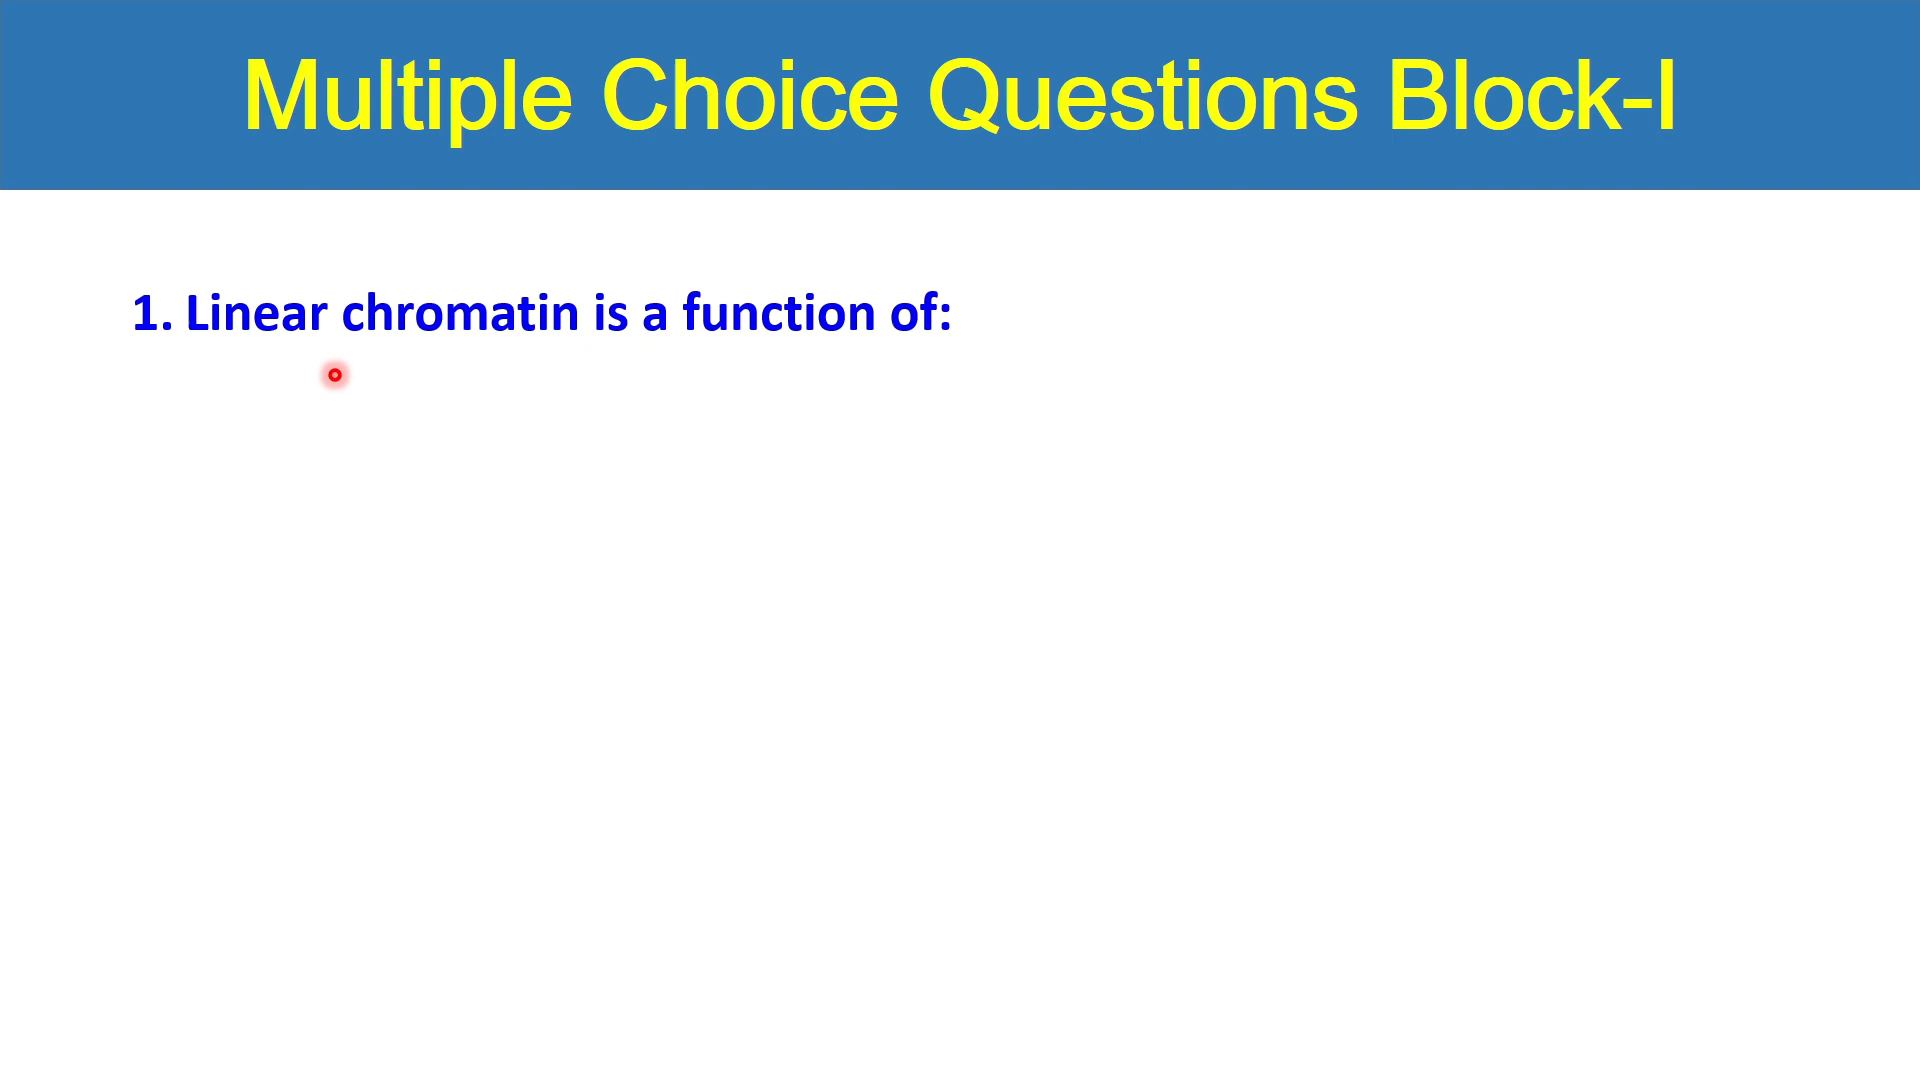 Multiple Choice Questions Block-I
1. Linear chromatin is a function of: